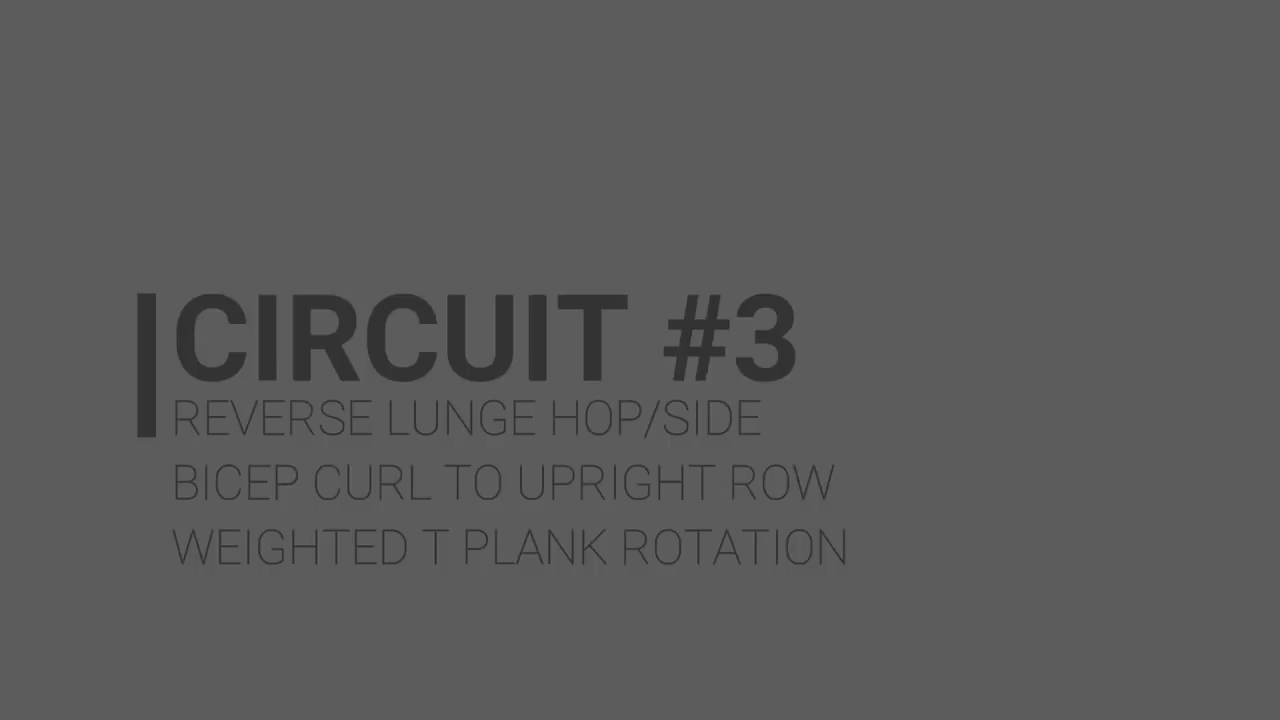 CIRCUIT #3
REVERSE LUNGE HOP/SIDE
BICEP CURL TO UPRIGHT ROW
WEIGHTED T PLANK ROTATION